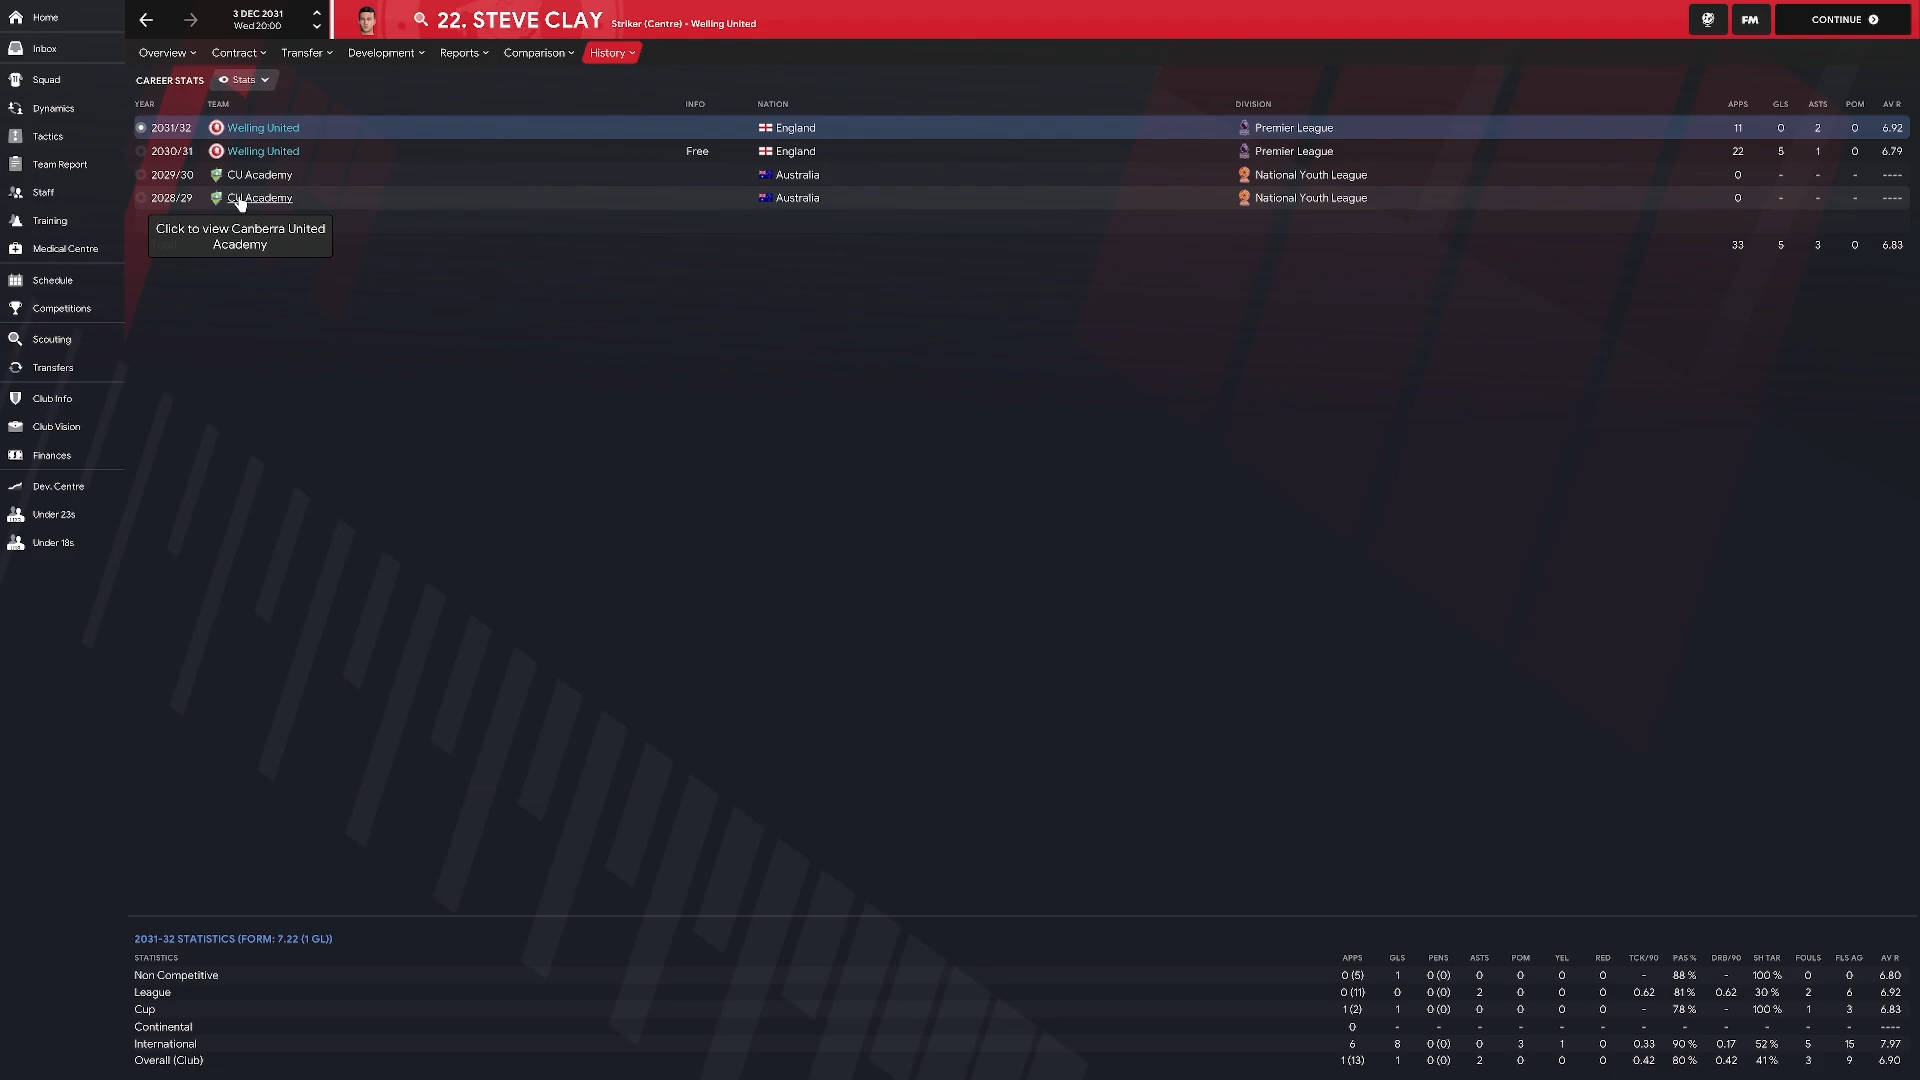 3 DEC 2031
Wed 20:00
22. STEVE CLAY Striker (Centre) - Welling United
FM
CONTINUE
Home
Inbox
Squad
Dynamics
Tactics
Team Report
Staff
Training
Medical Centre
Schedule
Competitions
Scouting
Transfers
Club Info
Club Vision
Finances
Dev. Centre
Under 23s
Under 18s
Overview Contract Transfer Development Reports Comparison History
CAREER STATS Stats
YEAR TEAM INFO NATION DIVISION APPS GLS ASTS POM AV R
2031/32 Welling United England Premier League 11 0 2 0 6.92
2030/31 Welling United Free England Premier League 22 5 1 0 6.79
2029/30 CU Academy Australia National Youth League 0 - - - ----
2028/29 CU Academy Australia National Youth League 0 - - - ----
Click to view Canberra United
Academy
33 5 3 0 6.83
2031-32 STATISTICS (FORM: 7.22 (1 GL))
STATISTICS APPS GLS PENS ASTS POM YEL RED TCK/90 PAS % DRB/90 SH TAR FOULS FLS AG AV R
Non Competitive 0 (5) 1 0 (0) 0 0 0 0 - 88 % - 100 % 0 0 6.80
League 0 (11) 0 0 (0) 2 0 0 0 0.62 81 % 0.62 30 % 2 6 6.92
Cup 1 (2) 1 0 (0) 0 0 0 0 - 78 % - 100 % 1 3 6.83
Continental 0 - - - - - - - - - - - - ----
International 6 8 0 (0) 0 3 1 0 0.33 90 % 0.17 52 % 5 15 7.97
Overall (Club) 1 (13) 1 0 (0) 2 0 0 0 0.42 80 % 0.42 41 % 3 9 6.90